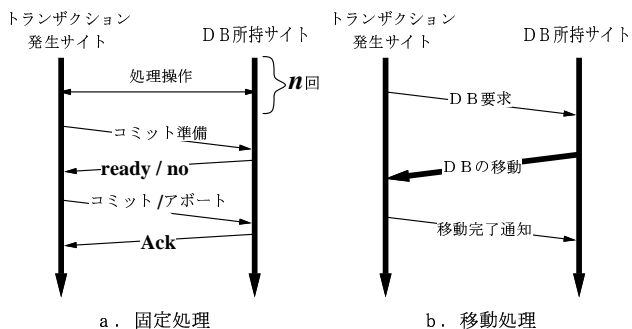 トランザクション
発生サイト
ＤＢ所持サイト
処理操作
n回
コミット準備
ready / no
コミット/アボート
Ack
a．固定処理
トランザクション
発生サイト
ＤＢ所持サイト
ＤＢ要求
ＤＢの移動
移動完了通知
b．移動処理